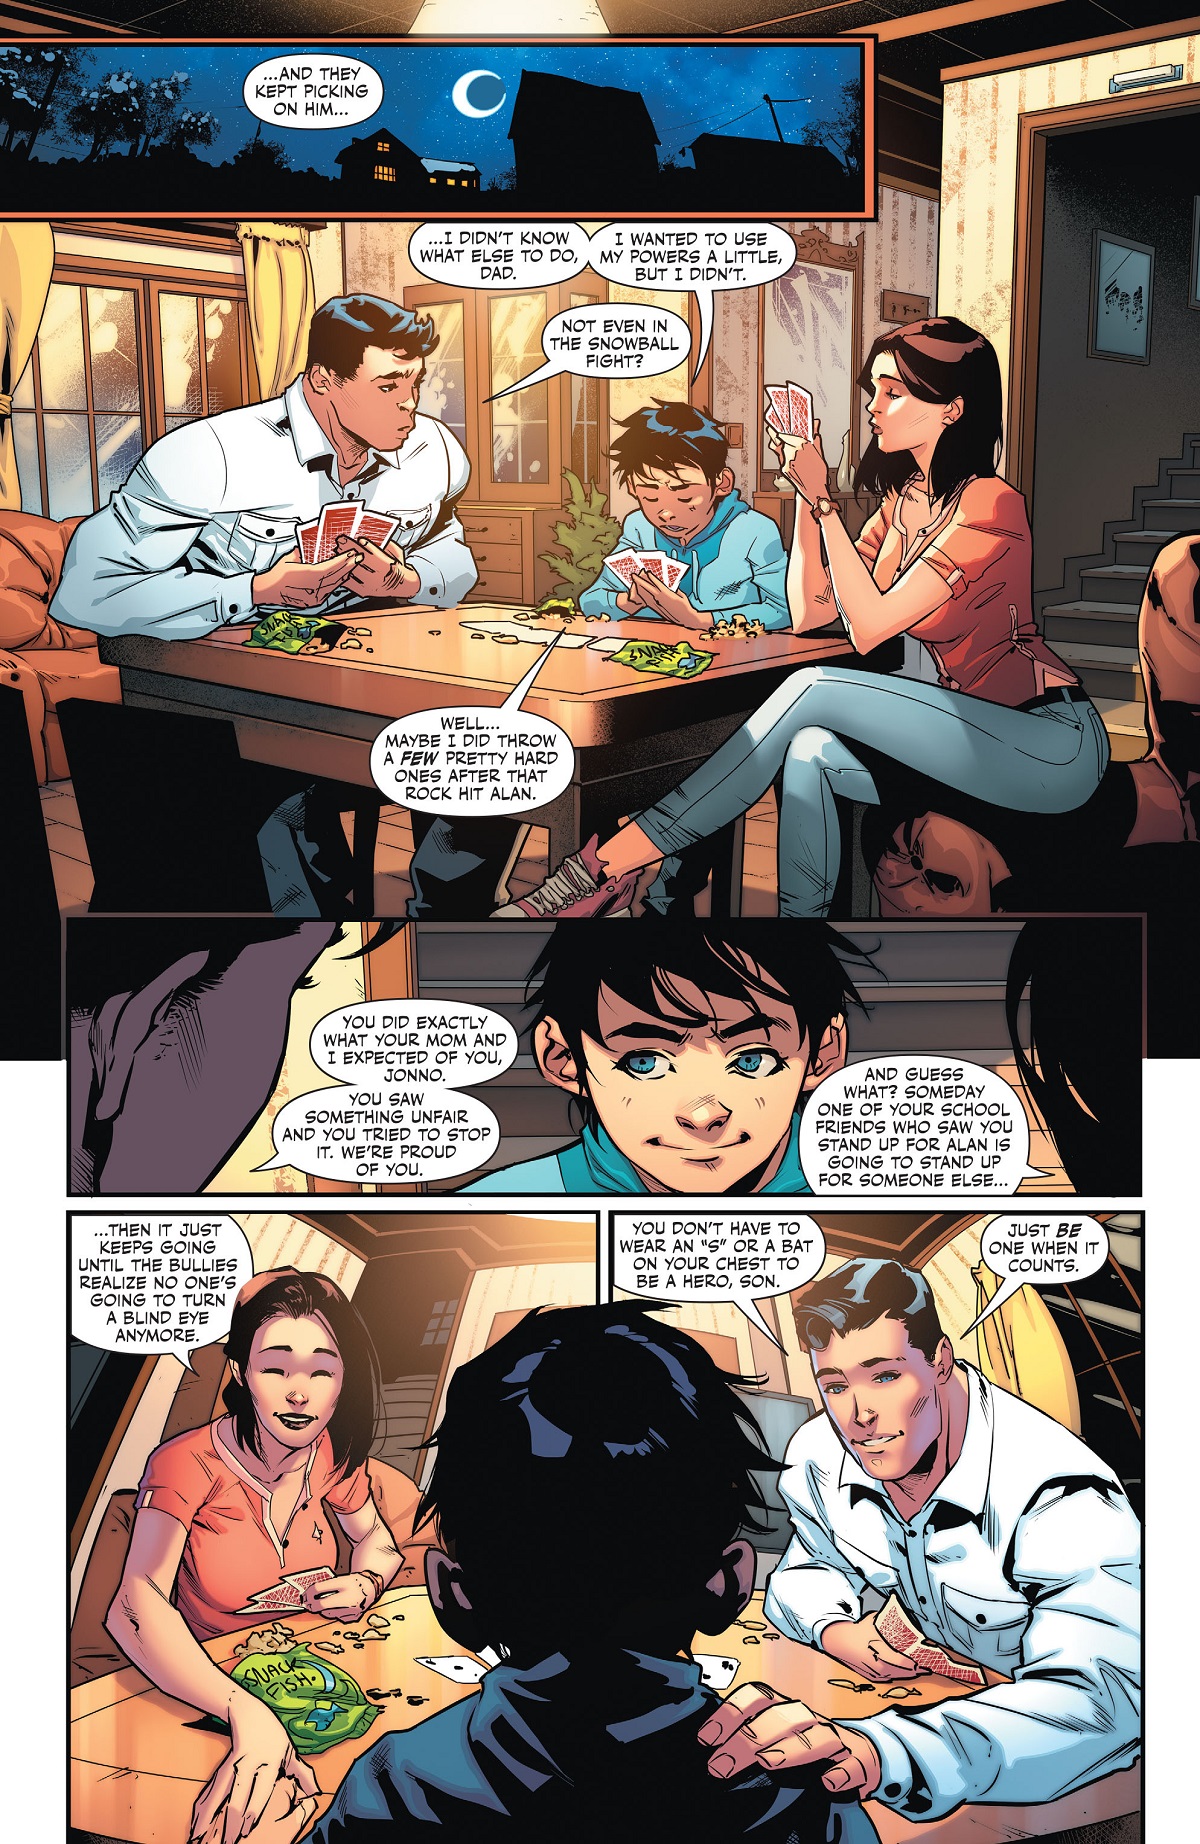 ...AND THEY
KEPT PICKING
ON HIM...
...I DIDN'T KNOW
WHAT ELSE TO DO,
DAD.
I WANTED TO USE
MY POWERS A LITTLE,
BUT I DIDN'T.
NOT EVEN IN
THE SNOWBALL
FIGHT?
SNACK
FISH
SNACK
FISH
WELL...
MAYBE I DID THROW
A FEW PRETTY HARD
ONES AFTER THAT
ROCK HIT ALAN.
YOU DID EXACTLY
WHAT YOUR MOM AND
I EXPECTED OF YOU,
JONNO.
YOU SAW
SOMETHING UNFAIR
AND YOU TRIED TO STOP
IT. WE'RE PROUD
OF YOU.
AND GUESS
WHAT? SOMEDAY
ONE OF YOUR SCHOOL
FRIENDS WHO SAW YOU
STAND UP FOR ALAN IS
GOING TO STAND UP
FOR SOMEONE ELSE...
...THEN IT JUST
KEEPS GOING
UNTIL THE BULLIES
REALIZE NO ONE'S
GOING TO TURN
A BLIND EYE
ANYMORE.
SNACK
FISH.
YOU DON'T HAVE TO
WEAR AN "S" OR A BAT
ON YOUR CHEST TO
BE A HERO, SON.
JUST BE
ONE WHEN IT
COUNTS.